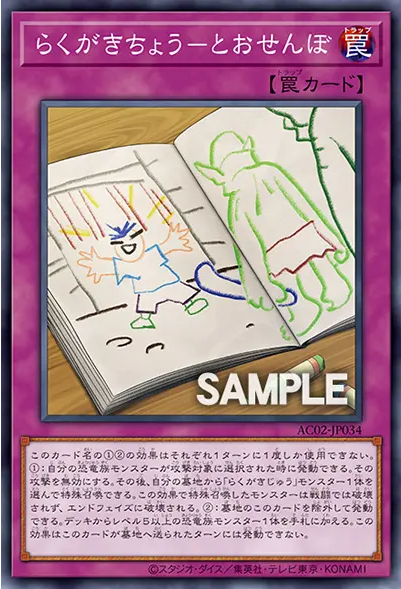 らくがきちょうーとおせんぼ
トラップ
罠
トラップ
【罠カード】
SAMPLE
AC02-JP034
このカード名の①②の効果はそれぞれ1ターンに1度しか使用できない。
①:自分の恐竜族モンスターが攻撃対象に選択された時に発動できる。その
攻撃を無効にする。その後、自分の墓地から「らくがきじゅう」モンスター1体を
選んで特殊召喚できる。この効果で特殊召喚したモンスターは戦闘では破壊
されず、エンドフェイズに破壊される。②:墓地のこのカードを除外して発動
できる。デッキからレベル5以上の恐竜族モンスター1体を手札に加える。この
効果はこのカードが墓地へ送られたターンには発動できない。
©スタジオ・ダイス/集英社・テレビ東京・KONAMI